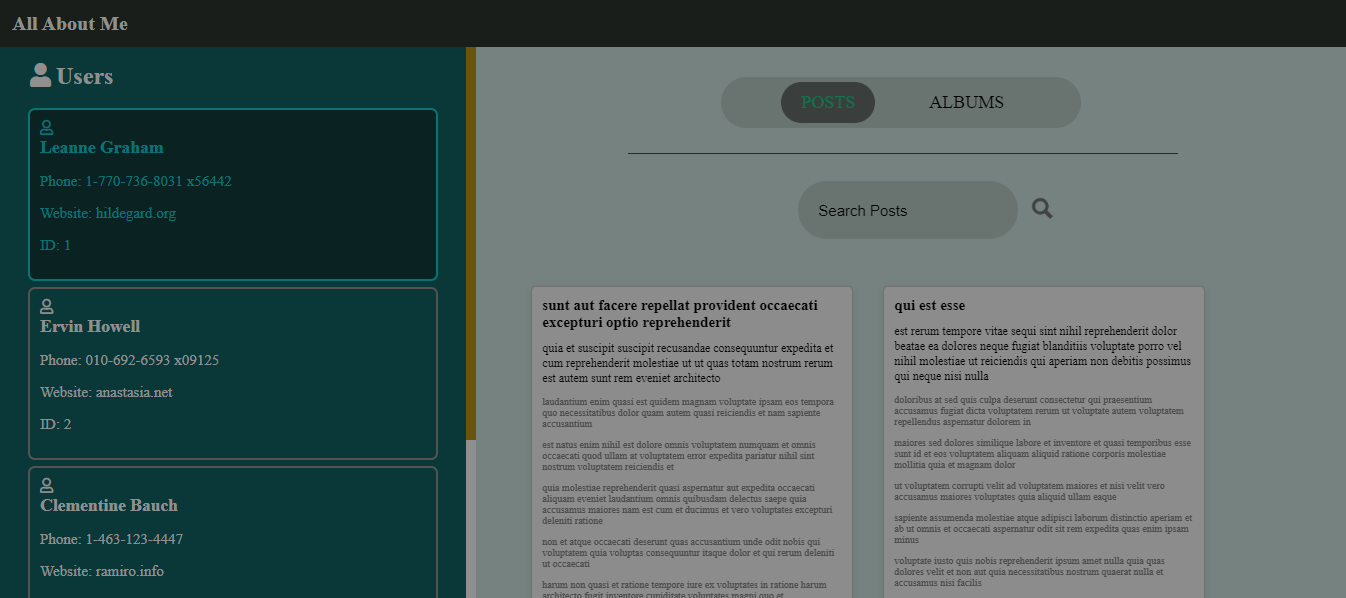 All About Me
Users
Leanne Graham
Phone: 1-770-736-8031 x56442
Website: hildegard.org
ID: 1
Ervin Howell
Phone: 010-692-6593 x09125
Website: anastasia.net
ID: 2
Clementine Bauch
Phone: 1-463-123-4447
Website: ramiro.info
POSTS ALBUMS
Search Posts
sunt aut facere repellat provident occaecati
excepturi optio reprehenderit
quia et suscipit suscipit recusandae consequuntur expedita et
cum reprehenderit molestiae ut ut quas totam nostrum rerum
est autem sunt rem eveniet architecto
laudantium enim quasi est quidem magnam voluptate ipsam eos tempora
quo necessitatibus dolor quam autem quasi reiciendis et nam sapiente
accusantium
est natus enim nihil est dolore omnis voluptatem numquam et omnis
occaecati quod ullam at voluptatem error expedita pariatur nihil sint
nostrum voluptatem reiciendis et
quia molestiae reprehenderit quasi aspernatur aut expedita occaecati
aliquam eveniet laudantium omnis quibusdam delectus saepe quia
accusamus maiores nam est cum et ducimus et vero voluptates excepturi
deleniti ratione
non et atque occaecati deserunt quas accusantium unde odit nobis qui
voluptatem quia voluptas consequuntur itaque dolor et qui rerum deleniti
ut occaecati
harum non quasi et ratione tempore iure ex voluptates in ratione harum
architecto fugit inventore cupiditate voluptates magni quo et
qui est esse
est rerum tempore vitae sequi sint nihil reprehenderit dolor
beatae ea dolores neque fugiat blanditiis voluptate porro vel
nihil molestiae ut reiciendis qui aperiam non debitis possimus
qui neque nisi nulla
doloribus at sed quis culpa deserunt consectetur qui praesentium
accusamus fugiat dicta voluptatem rerum ut voluptate autem voluptatem
repellendus aspernatur dolorem in
maiores sed dolores similique labore et inventore et quasi temporibus esse
sunt id et eos voluptatem aliquam aliquid ratione corporis molestiae
mollitia quia et magnam dolor
ut voluptatem corrupti velit ad voluptatem maiores et nisi velit vero
accusamus maiores voluptates quia aliquid ullam eaque
sapiente assumenda molestiae atque adipisci laborum distinctio aperiam et
ab ut omnis et occaecati aspernatur odit sit rem expedita quas enim ipsam
minus
voluptate iusto quis nobis reprehenderit ipsum amet nulla quia quas
dolores velit et non aut quia necessitatibus nostrum quaerat nulla et
accusamus nisi facilis